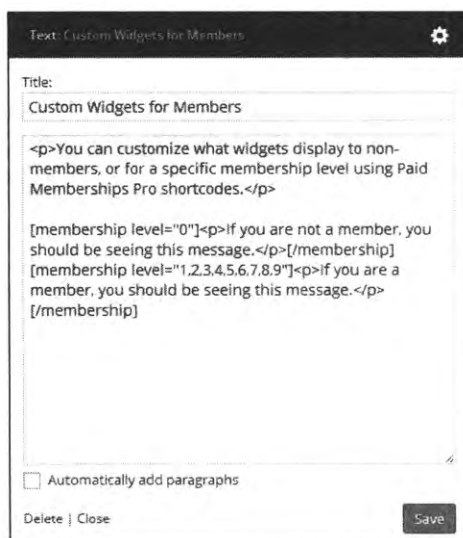 Text: Custom Widgets for Members
Title:
Custom Widgets for Members
<p>You can customize what widgets display to non-
members, or for a specific membership level using Paid
Memberships Pro shortcodes.</p>
[membership level="0"]<p>If you are not a member, you
should be seeing this message.</p>[/membership]
[membership level="1,2,3,4,5,6,7,8,9"]<p>if you are a
member, you should be seeing this message.</p>
[/membership]
Automatically add paragraphs
Delete | Close
Save